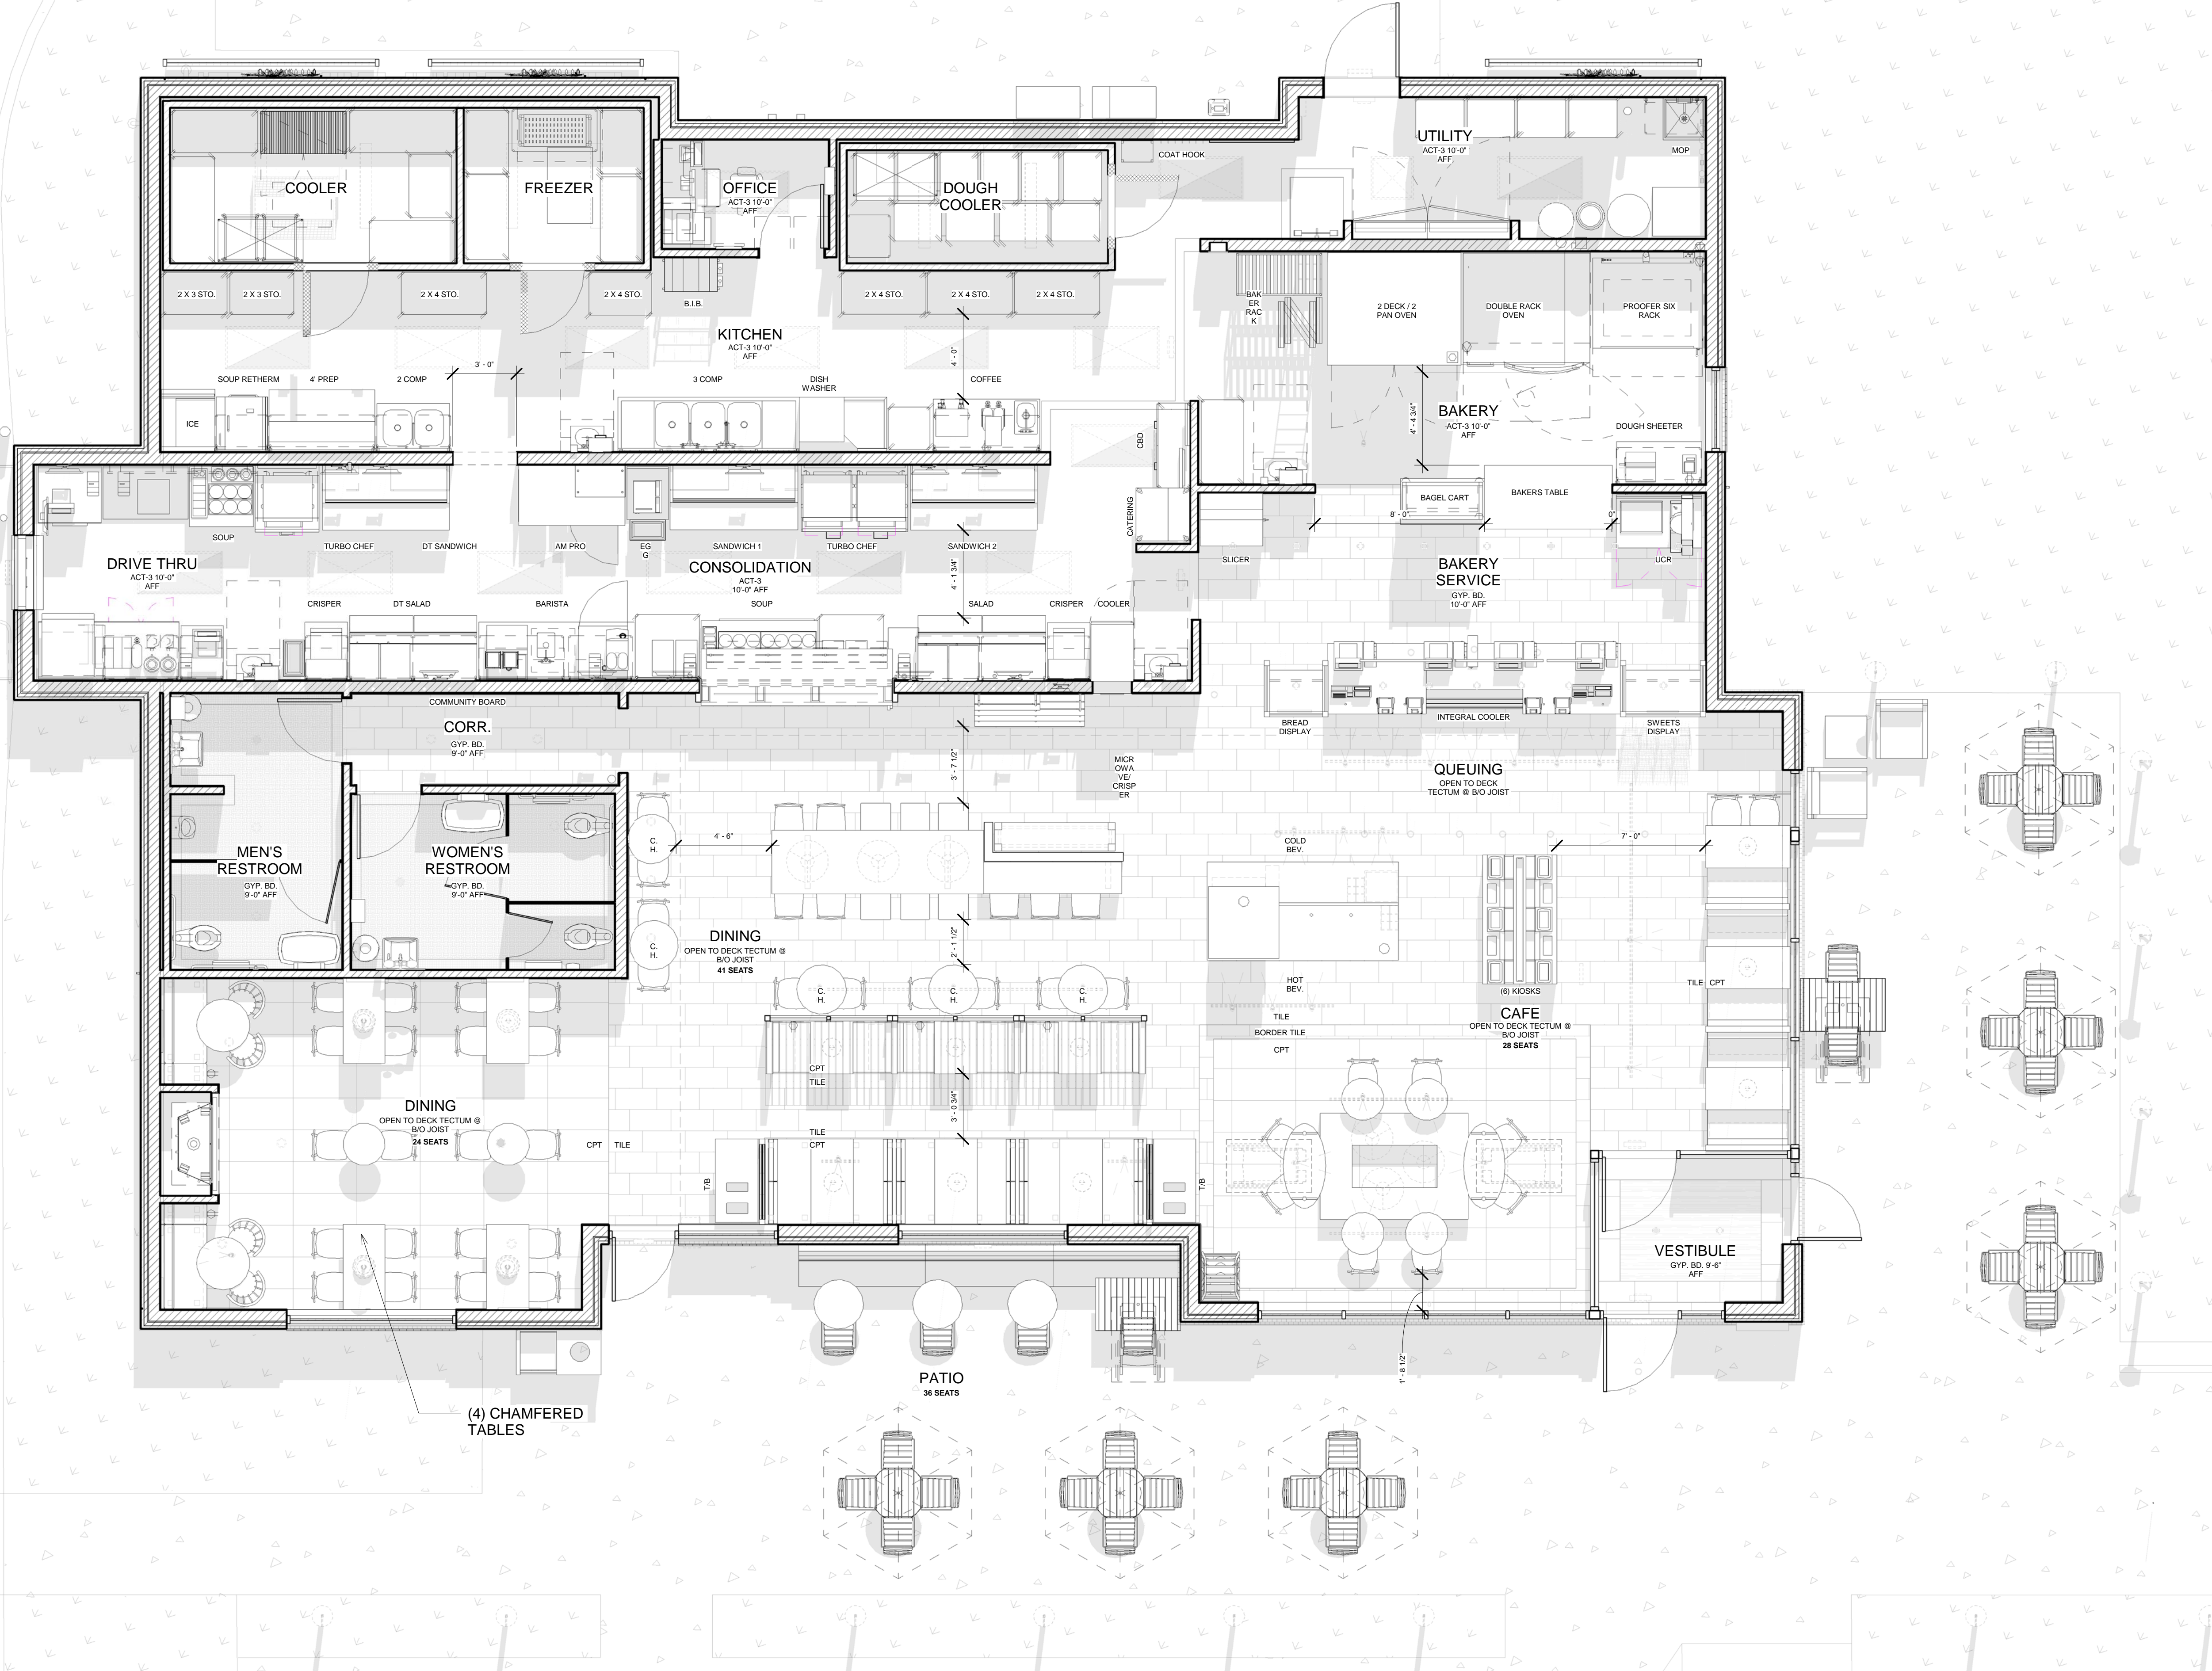 UTILITY
ACT-3 10'-0"
AFF
COAT HOOK
MOP
COOLER
FREEZER
OFFICE
ACT-3 10'-0"
AFF
DOUGH
COOLER
2 X 3 STO.
2 X 3 STO.
2 X 4 STO.
2 X 4 STO.
B.I.B.
2 X 4 STO.
2 X 4 STO.
2 X 4 STO.
BAK
ER
RAC
K
2 DECK / 2
PAN OVEN
DOUBLE RACK
OVEN
PROOFER SIX
RACK
KITCHEN
ACT-3 10'-0"
AFF
4' - 0"
3' - 0"
SOUP RETHERM
4' PREP
2 COMP
3 COMP
DISH
WASHER
COFFEE
ICE
CBD
BAKERY
ACT-3 10'-0"
AFF
4' - 4 3/4"
DOUGH SHEETER
BAGEL CART
BAKERS TABLE
CATERING
8' - 0"
0"
SOUP
TURBO CHEF
DT SANDWICH
AM PRO
EG
G
SANDWICH 1
TURBO CHEF
SANDWICH 2
SLICER
UCR
DRIVE THRU
ACT-3 10'-0"
AFF
CONSOLIDATION
ACT-3
10'-0" AFF
4' - 1 3/4"
BAKERY
SERVICE
GYP. BD.
10'-0" AFF
CRISPER
DT SALAD
BARISTA
SOUP
SALAD
CRISPER
COOLER
COMMUNITY BOARD
CORR.
GYP. BD.
9'-0" AFF
BREAD
DISPLAY
INTEGRAL COOLER
SWEETS
DISPLAY
3' - 7 1/2"
MICR
OWA
VE/
CRISP
ER
QUEUING
OPEN TO DECK
TECTUM @ B/O JOIST
MEN'S
RESTROOM
GYP. BD.
9'-0" AFF
WOMEN'S
RESTROOM
GYP. BD.
9'-0" AFF
C.
H.
4' - 6"
COLD
BEV.
7' - 0"
C.
H.
DINING
OPEN TO DECK TECTUM @
B/O JOIST
41 SEATS
2' - 1 1/2"
C.
H.
C.
H.
C.
H.
HOT
BEV.
(6) KIOSKS
TILE
CPT
TILE
BORDER TILE
CPT
CAFE
OPEN TO DECK TECTUM @
B/O JOIST
28 SEATS
CPT
TILE
3' - 0 3/4"
TILE
CPT
DINING
OPEN TO DECK TECTUM @
B/O JOIST
24 SEATS
CPT
TILE
T/B
T/B
VESTIBULE
GYP. BD. 9'-6"
AFF
1' - 8 1/2"
PATIO
36 SEATS
(4) CHAMFERED
TABLES